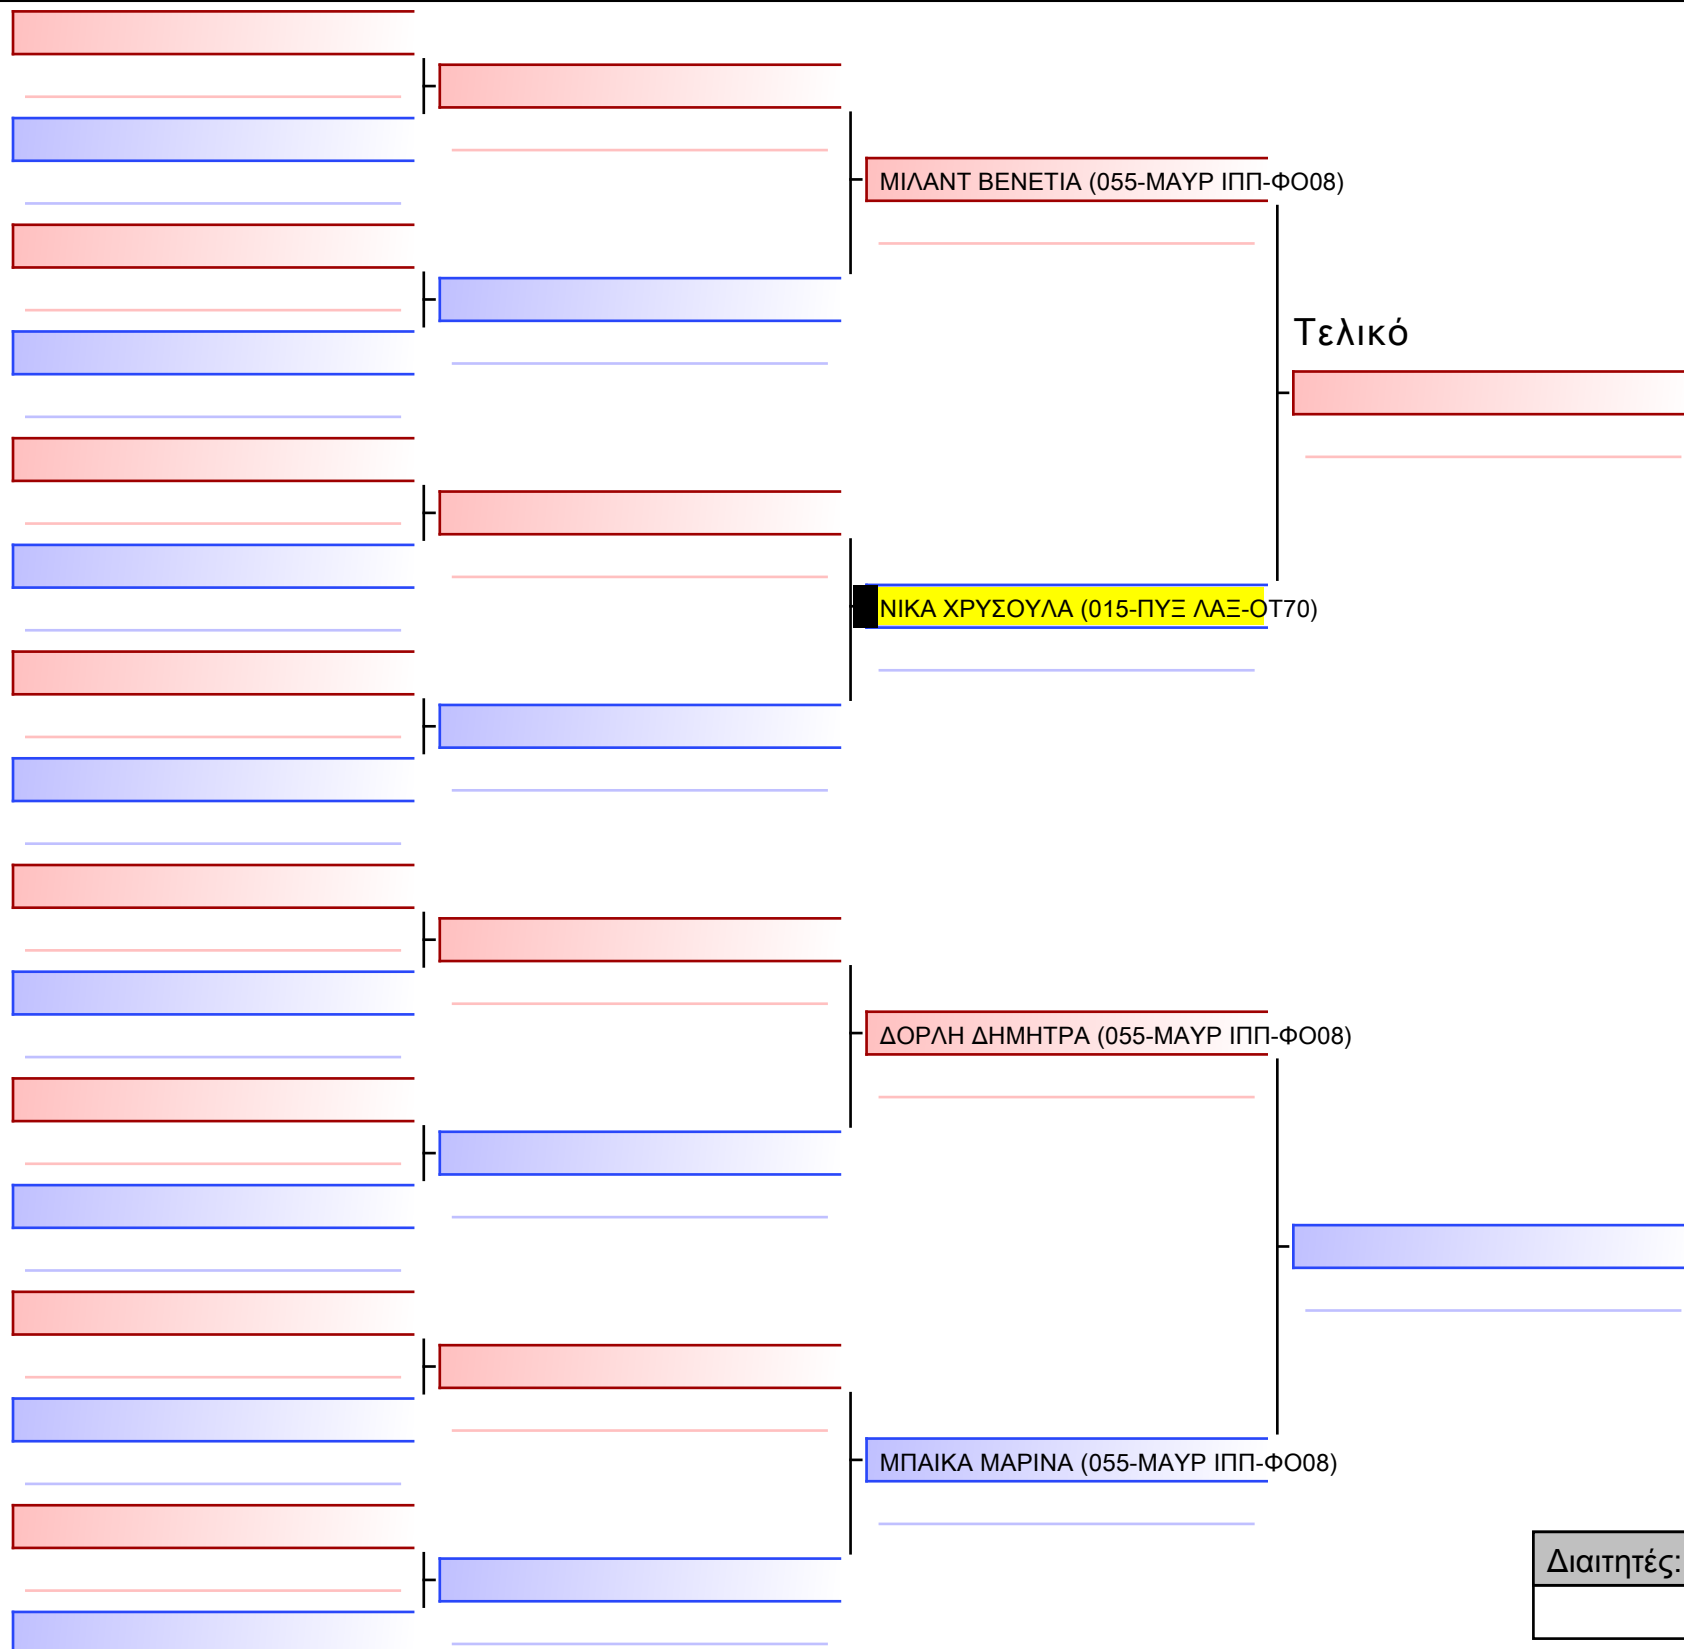 ΜΙΛΑΝΤ ΒΕΝΕΤΙΑ (055-ΜΑΥΡ ΙΠΠ-ΦΟ08)
Τελικό
ΝΙΚΑ ΧΡΥΣΟΥΛΑ (015-ΠΥΞ ΛΑΞ-ΟΤ70)
ΔΟΡΛΗ ΔΗΜΗΤΡΑ (055-ΜΑΥΡ ΙΠΠ-ΦΟ08)
ΜΠΑΙΚΑ ΜΑΡΙΝΑ (055-ΜΑΥΡ ΙΠΠ-ΦΟ08)
Διαιτητές: